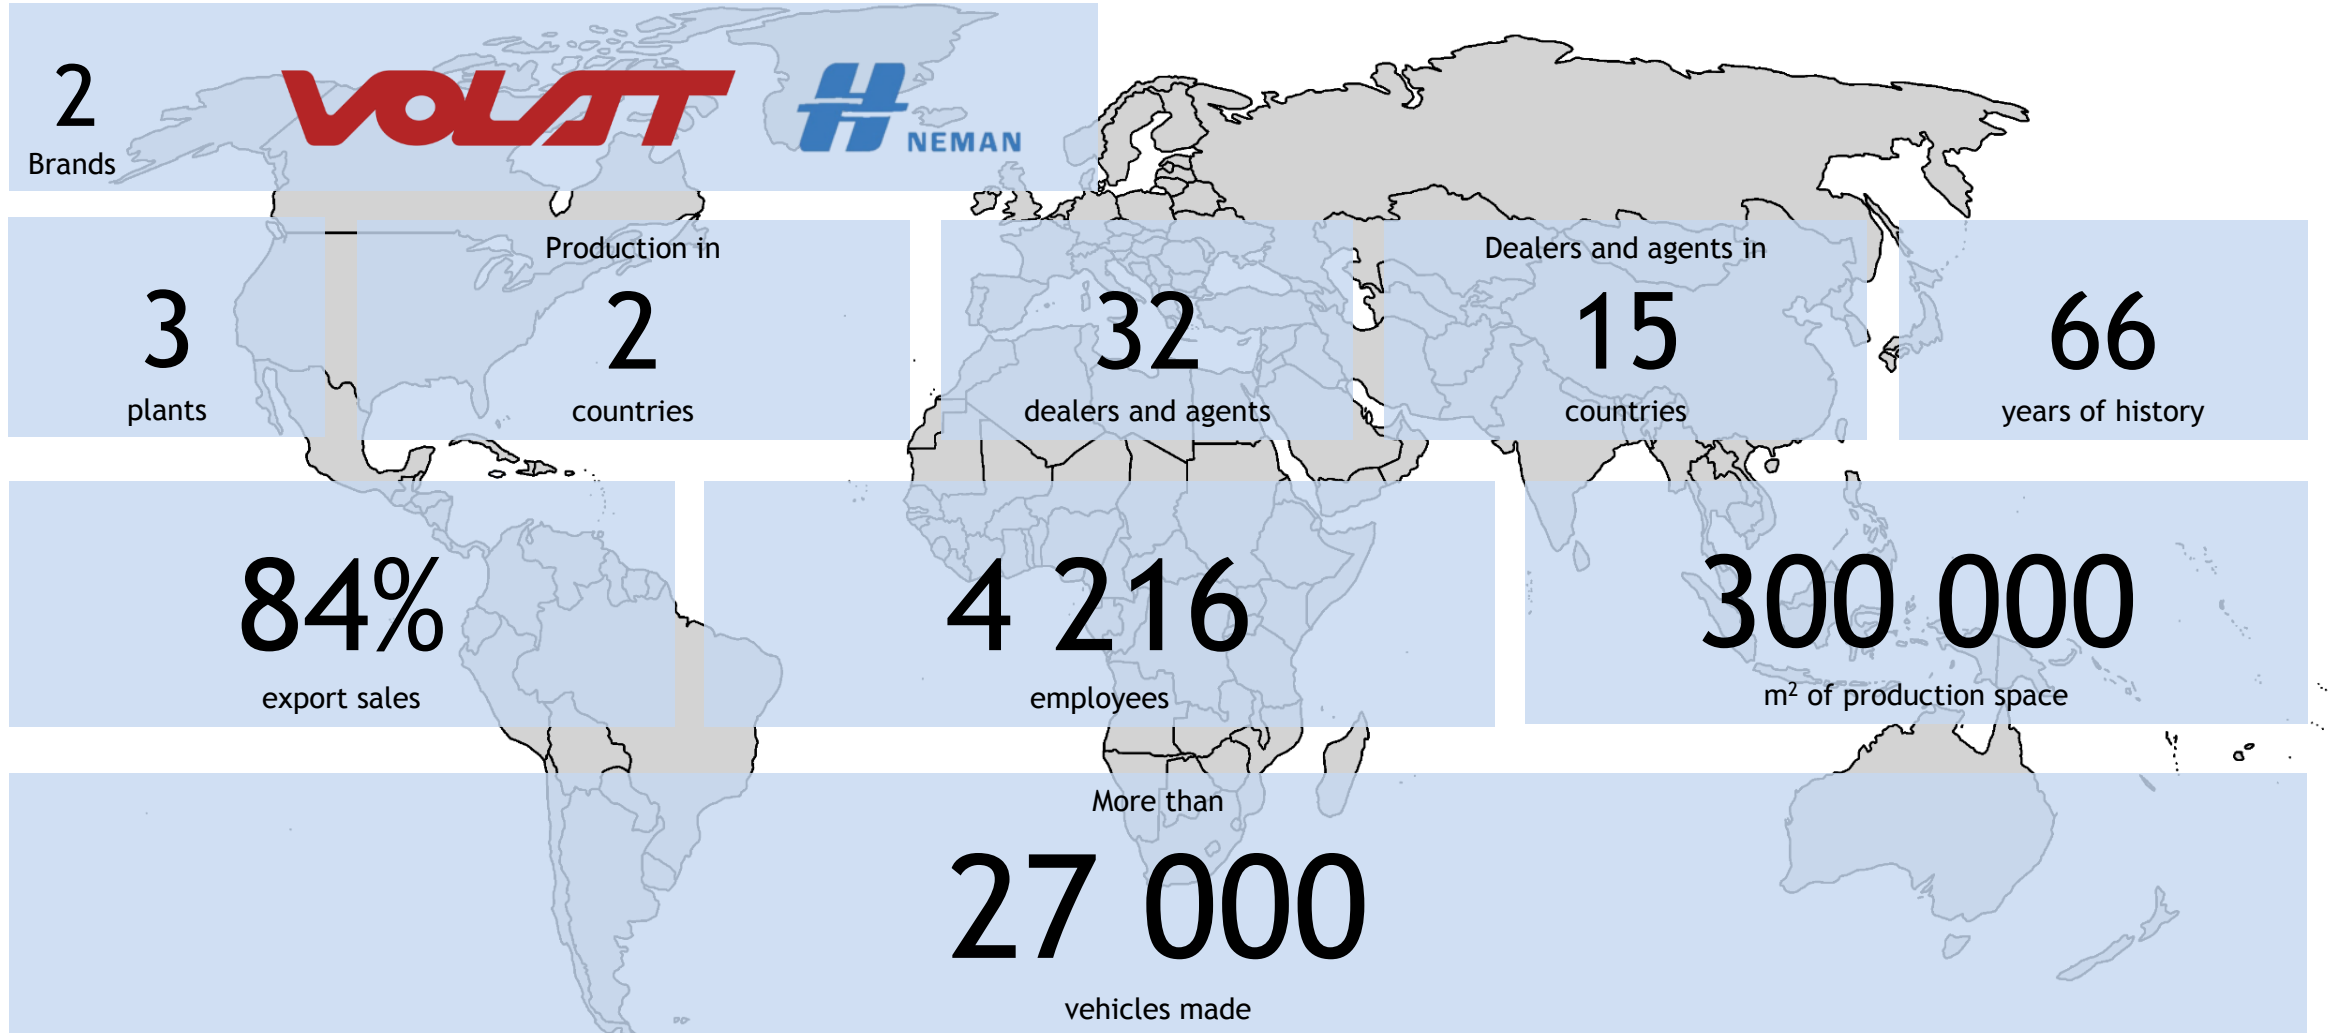 2
Brands
VOLAT
NEMAN
3
plants
Production in
2
countries
32
dealers and agents
Dealers and agents in
15
countries
66
years of history
84%
export sales
4 216
employees
300 000
m² of production space
More than
27 000
vehicles made